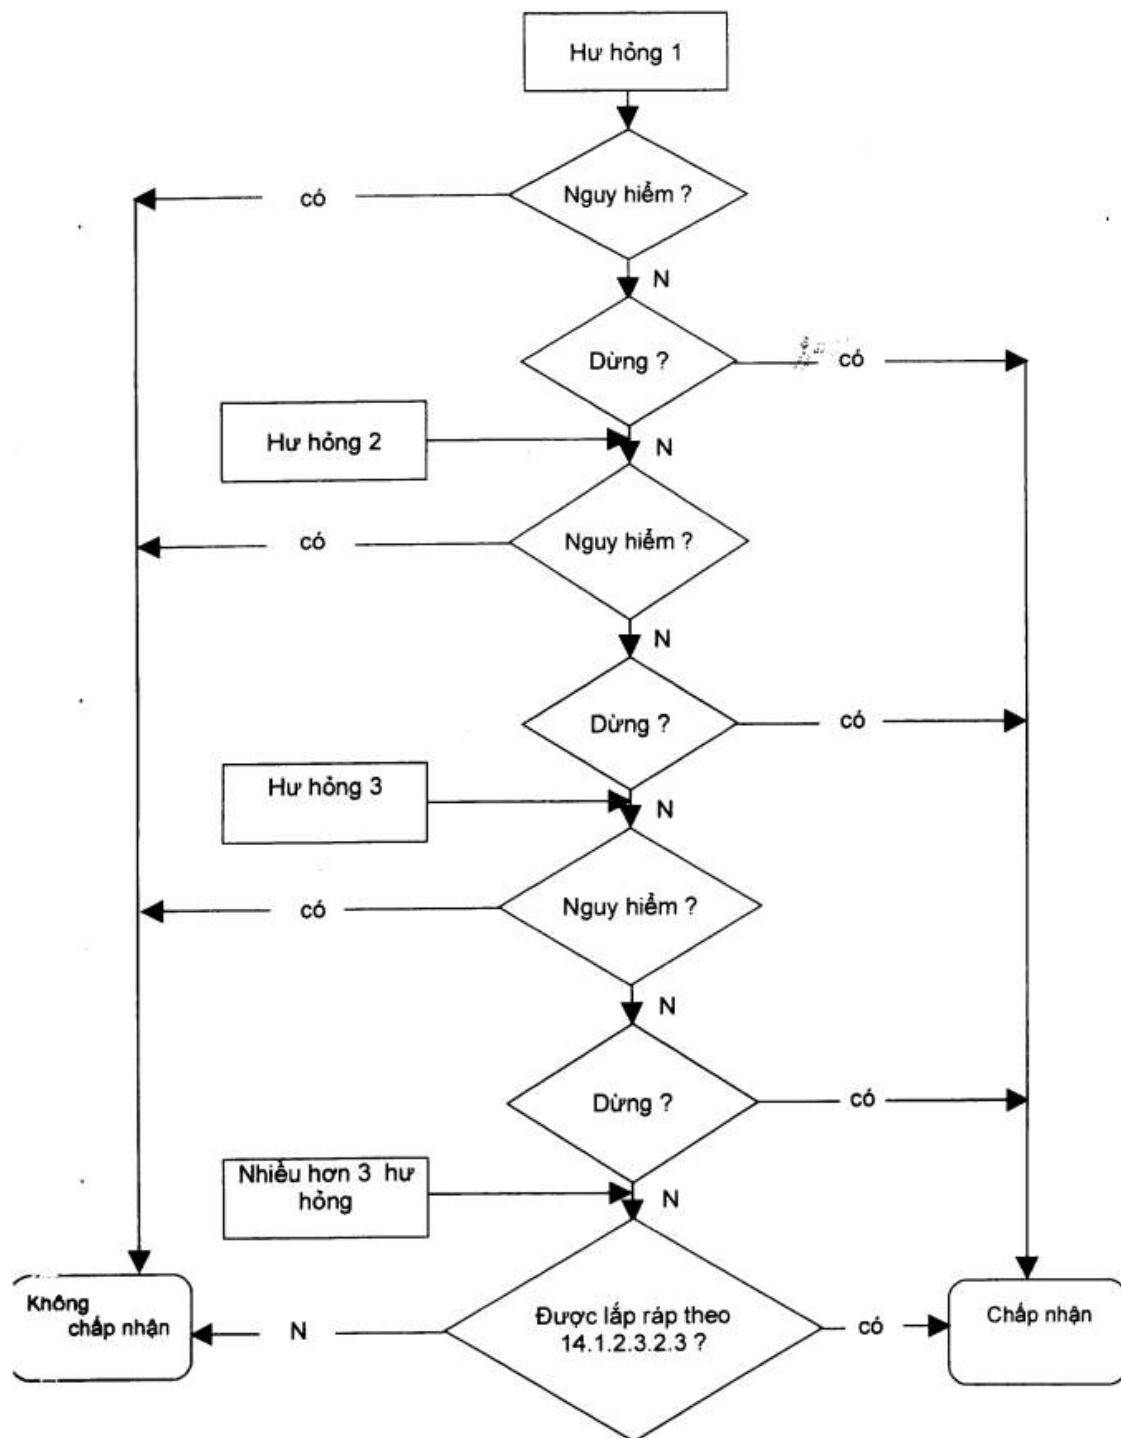 Hư hỏng 1
Nguy hiểm ?
có
N
Dừng ?
có
Hư hỏng 2
N
Nguy hiểm ?
có
N
Dừng ?
có
Hư hỏng 3
N
Nguy hiểm ?
có
N
Dừng ?
có
Nhiều hơn 3 hư
hỏng
N
Không
chấp nhận
N
Được lắp ráp theo
14.1.2.3.2.3 ?
có
Chấp nhận